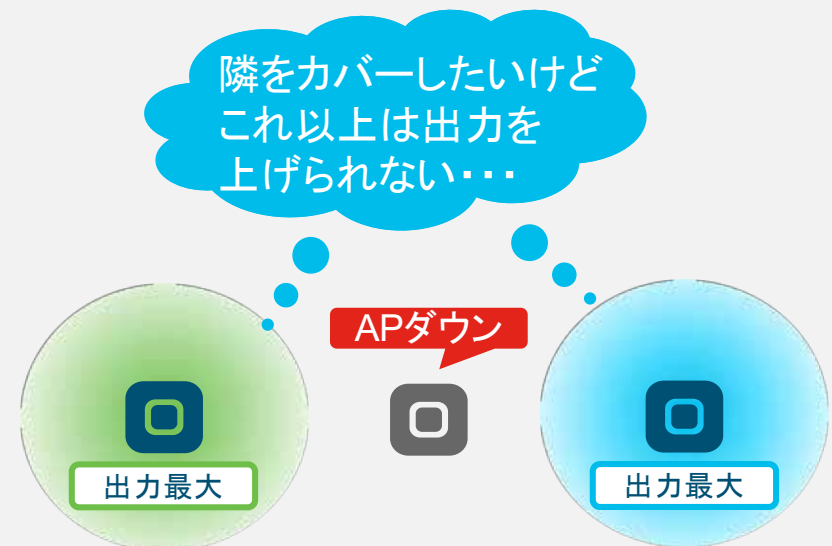 隣をカバーしたいけど
これ以上は出力を
上げられない・・・
APダウン
出力最大
出力最大